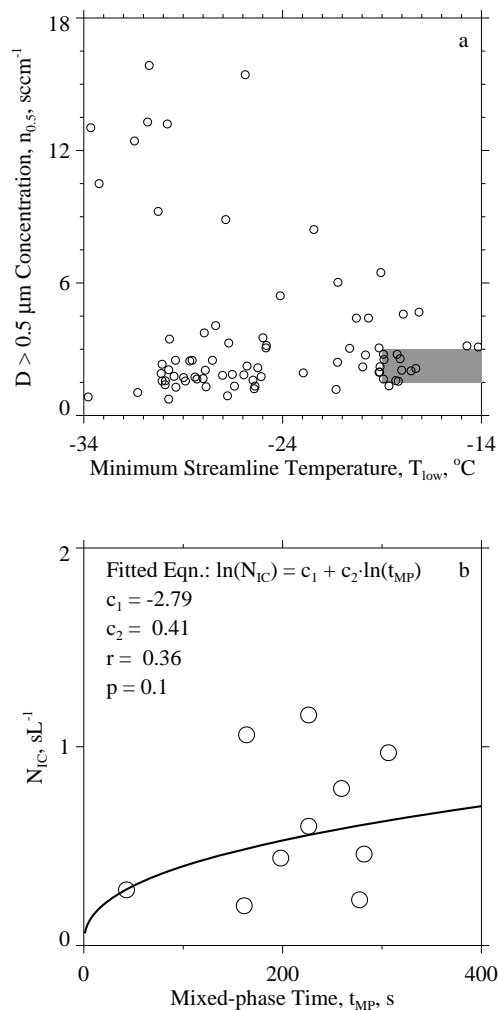 18
12
6
0
D > 0.5 µm Concentration, n0.5, sccm-1
a
-34
-24
-14
Minimum Streamline Temperature, Tlow, oC
2
1
0
NIC, sL-1
Fitted Eqn.: ln(NIC) = c1 + c2·ln(tMP)
b
c1 = -2.79
c2 = 0.41
r = 0.36
p = 0.1
0
200
400
Mixed-phase Time, tMP, s